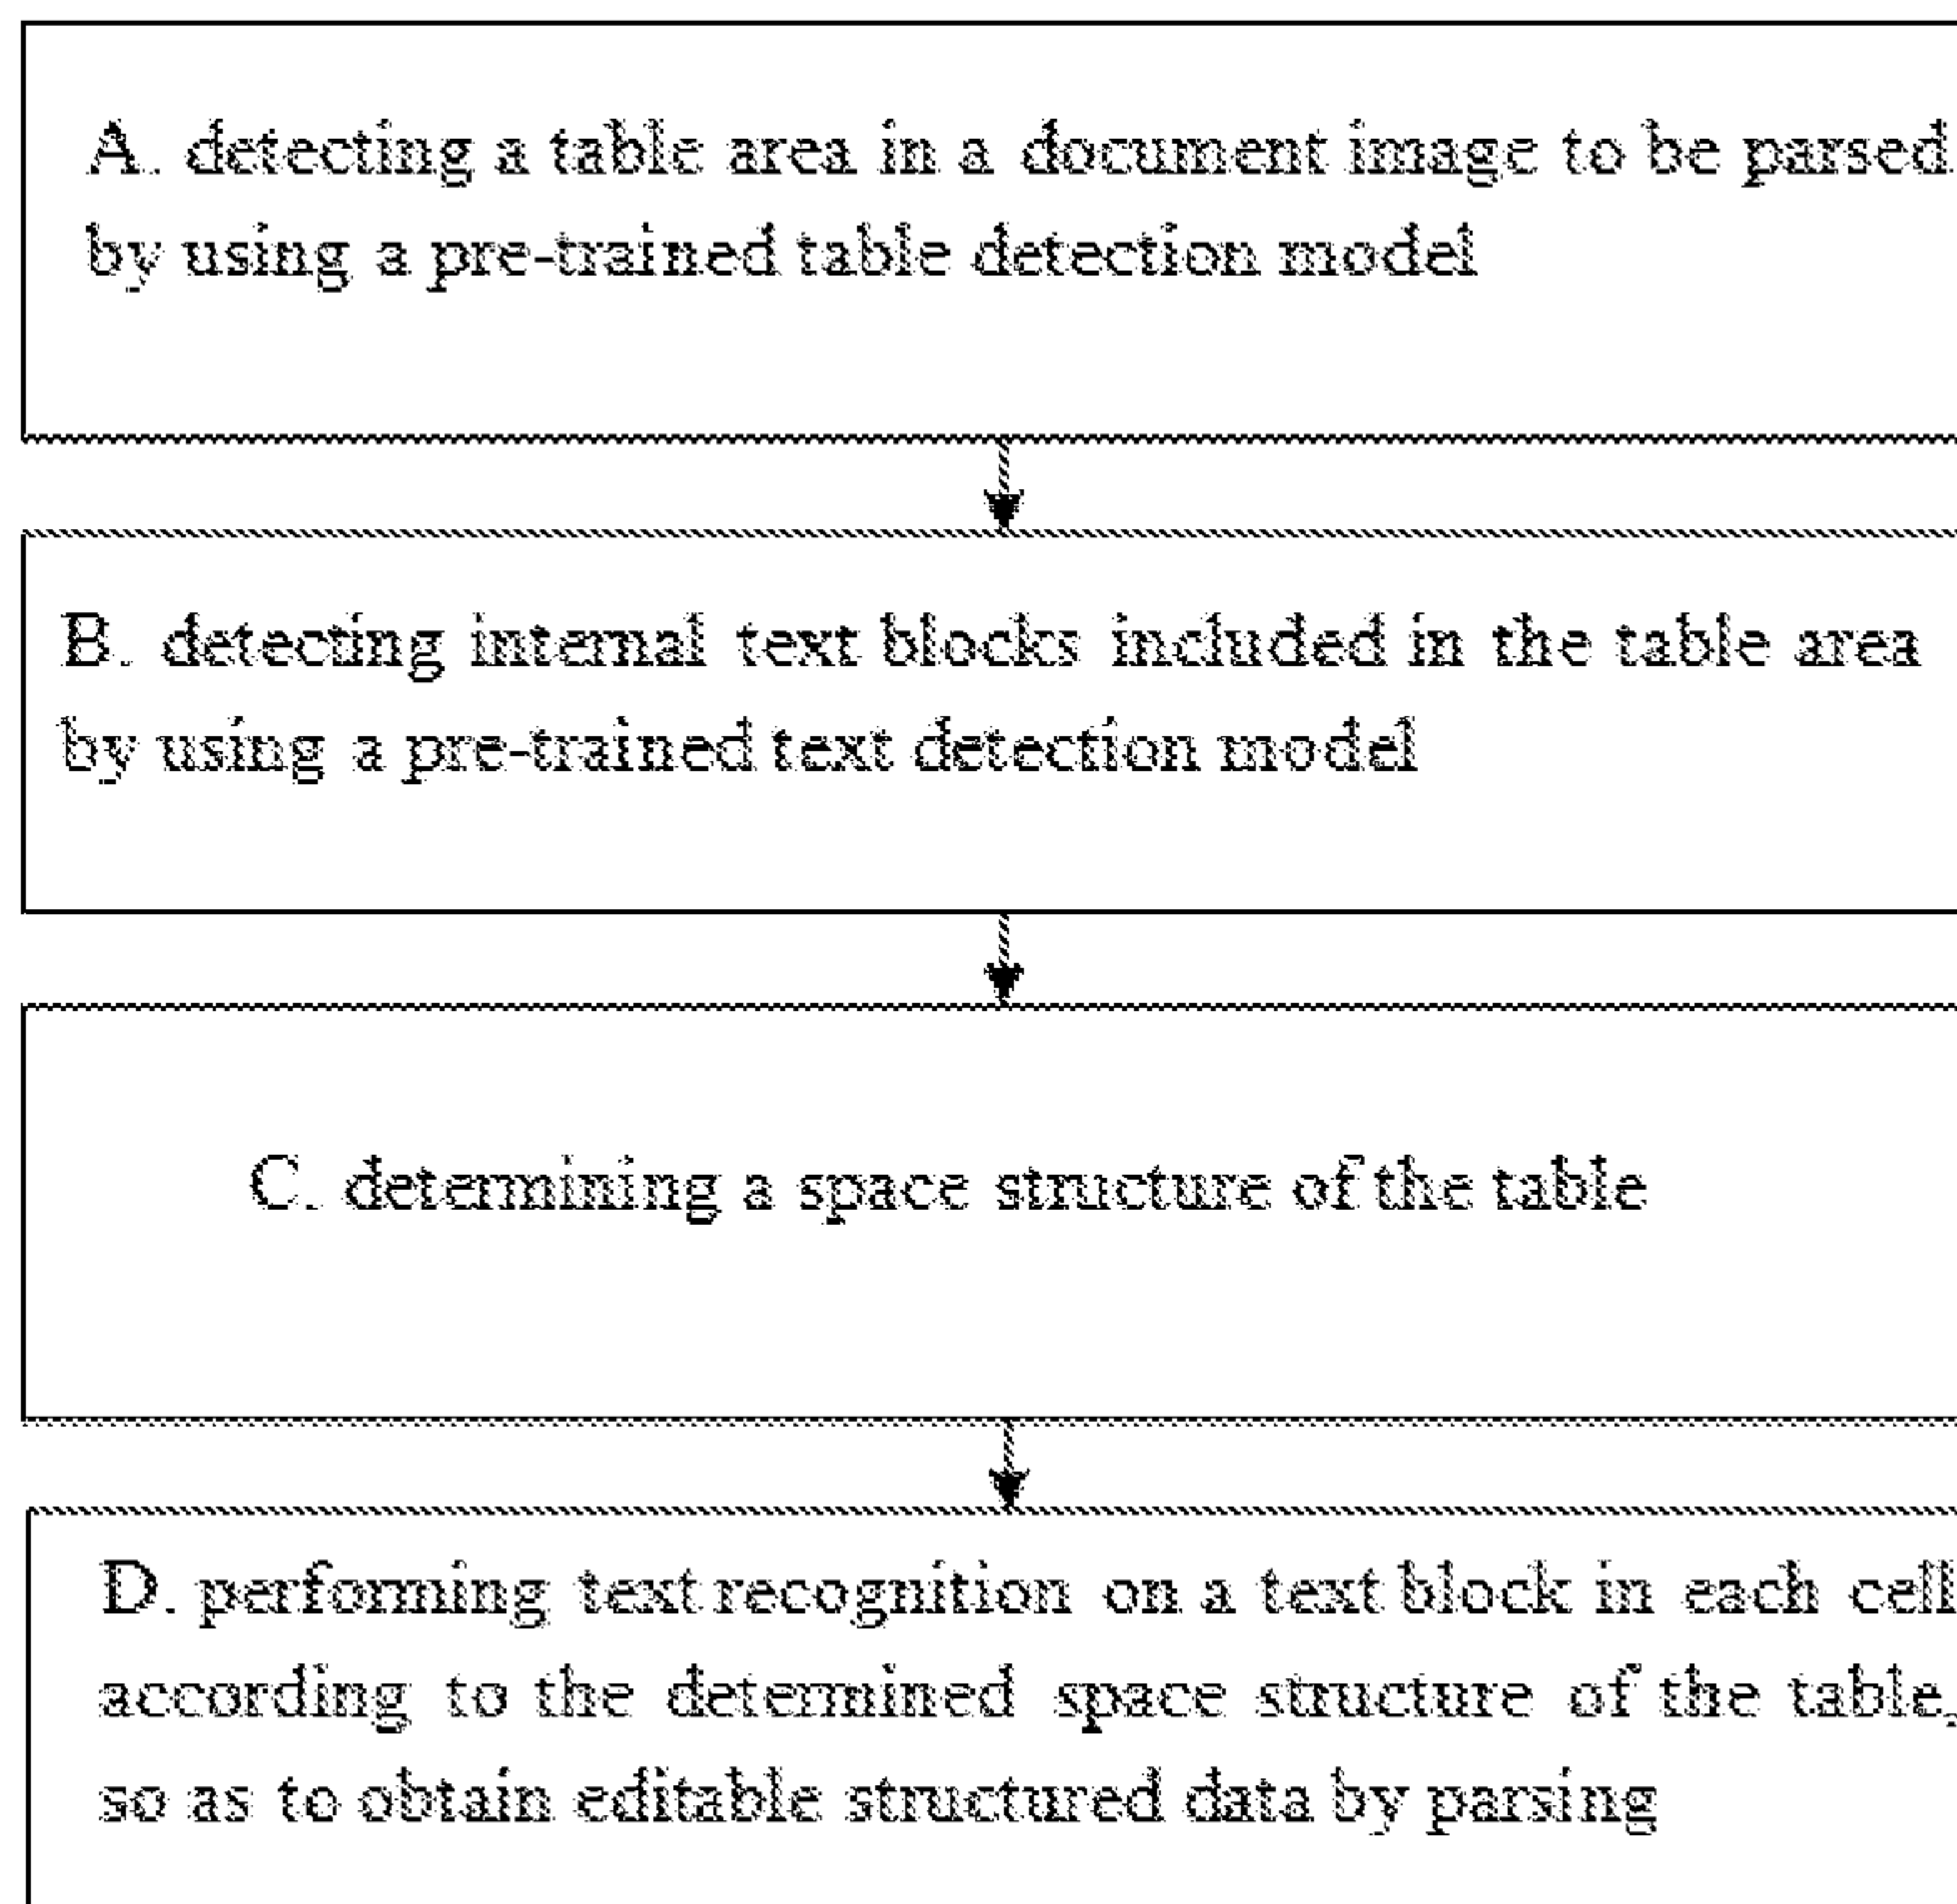 A. detecting a table area in a document image to be parsed
by using a pre-trained table detection model
B. detecting internal text blocks included in the table area
by using a pre-trained text detection model
C. determining a space structure of the table
D. performing text recognition on a text block in each cell
according to the determined space structure of the table,
so as to obtain editable structured data by parsing